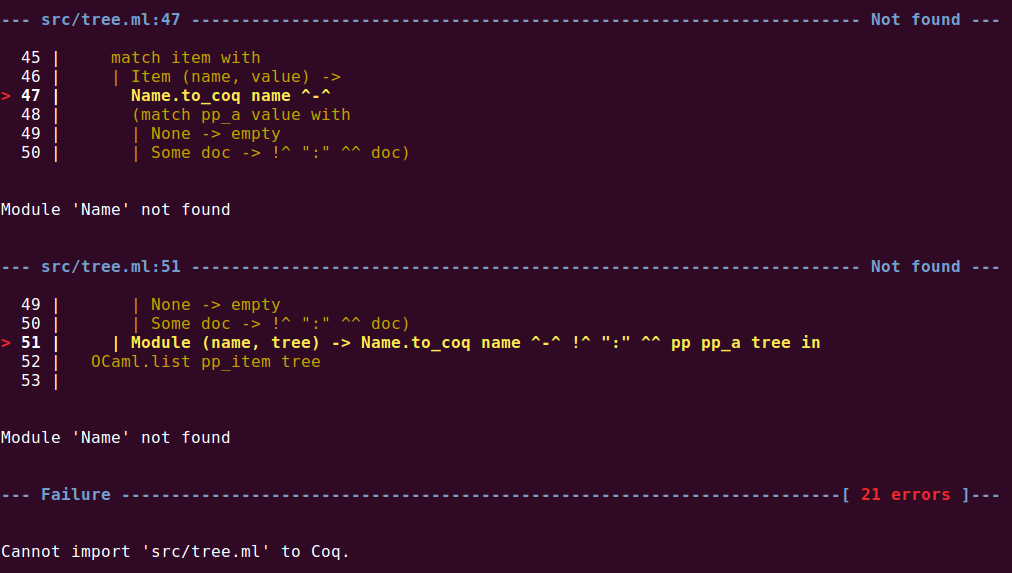 --- src/tree.ml:47 ------------------------------------------------------------------- Not found ---
  45 |     match item with
  46 |     | Item (name, value) ->
> 47 |       Name.to_coq name ^-^
  48 |       (match pp_a value with
  49 |       | None -> empty
  50 |       | Some doc -> !^ ":" ^^ doc)
Module 'Name' not found
--- src/tree.ml:51 ------------------------------------------------------------------- Not found ---
  49 |       | None -> empty
  50 |       | Some doc -> !^ ":" ^^ doc)
> 51 |     | Module (name, tree) -> Name.to_coq name ^-^ !^ ":" ^^ pp pp_a tree in
  52 |   OCaml.list pp_item tree
  53 |
Module 'Name' not found
--- Failure ------------------------------------------------------------------------[ 21 errors ]---
Cannot import 'src/tree.ml' to Coq.